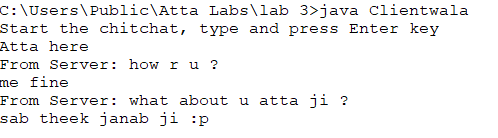 C:\Users\Public\Atta Labs\lab 3>java Clientwala
Start the chitchat, type and press Enter key
Atta here
From Server: how r u ?
me fine
From Server: what about u atta ji ?
sab theek janab ji :p